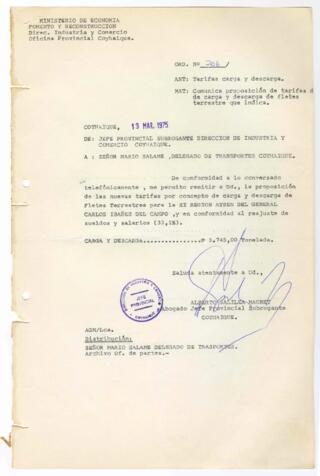 MINISTERIO DE ECONOMIA
FOMENTO Y RECONSTRUCCION
Direc. Industria y Comercio
Oficina Provincial Coyhaique.
ORD. Nº 206/
ANT: Tarifas carga y descarga.
MAT: Comunica proposición de tarifas d
de carga y descarga de fletes
terrestre que indica.
COYHAIQUE, 13 MAR. 1975
DE: JEFE PROVINCIAL SUBROGANTE DIRECCION DE INDUSTRIA Y
COMERCIO COYHAIQUE.
A : SEÑOR MARIO SALAME, DELEGADO DE TRANSPORTES COYHAIQUE.
De conformidad a lo conversado
telefónicamente, me permito remitir a Ud., la proposición
de las nuevas tarifas por concepto de carga y descarga de
Fletes Terrestres para la XI REGION AYSEN DEL GENERAL
CARLOS IBAÑEZ DEL CAMPO, y en conformidad al reajuste de
sueldos y salarios
CARGA Y DESCARGA 3,745,00 Tonelada.
Saluda atentamente a Ud.,
JEFE
PROVINCIAL
Abogado Jefe Provincial Subrogante
COYHAIQUE.
AGM/Lca.
Distribución:
SEÑOR MARIO SALAME DELEGADO DE TRASPORTES.
Archivo Of. de partes.-